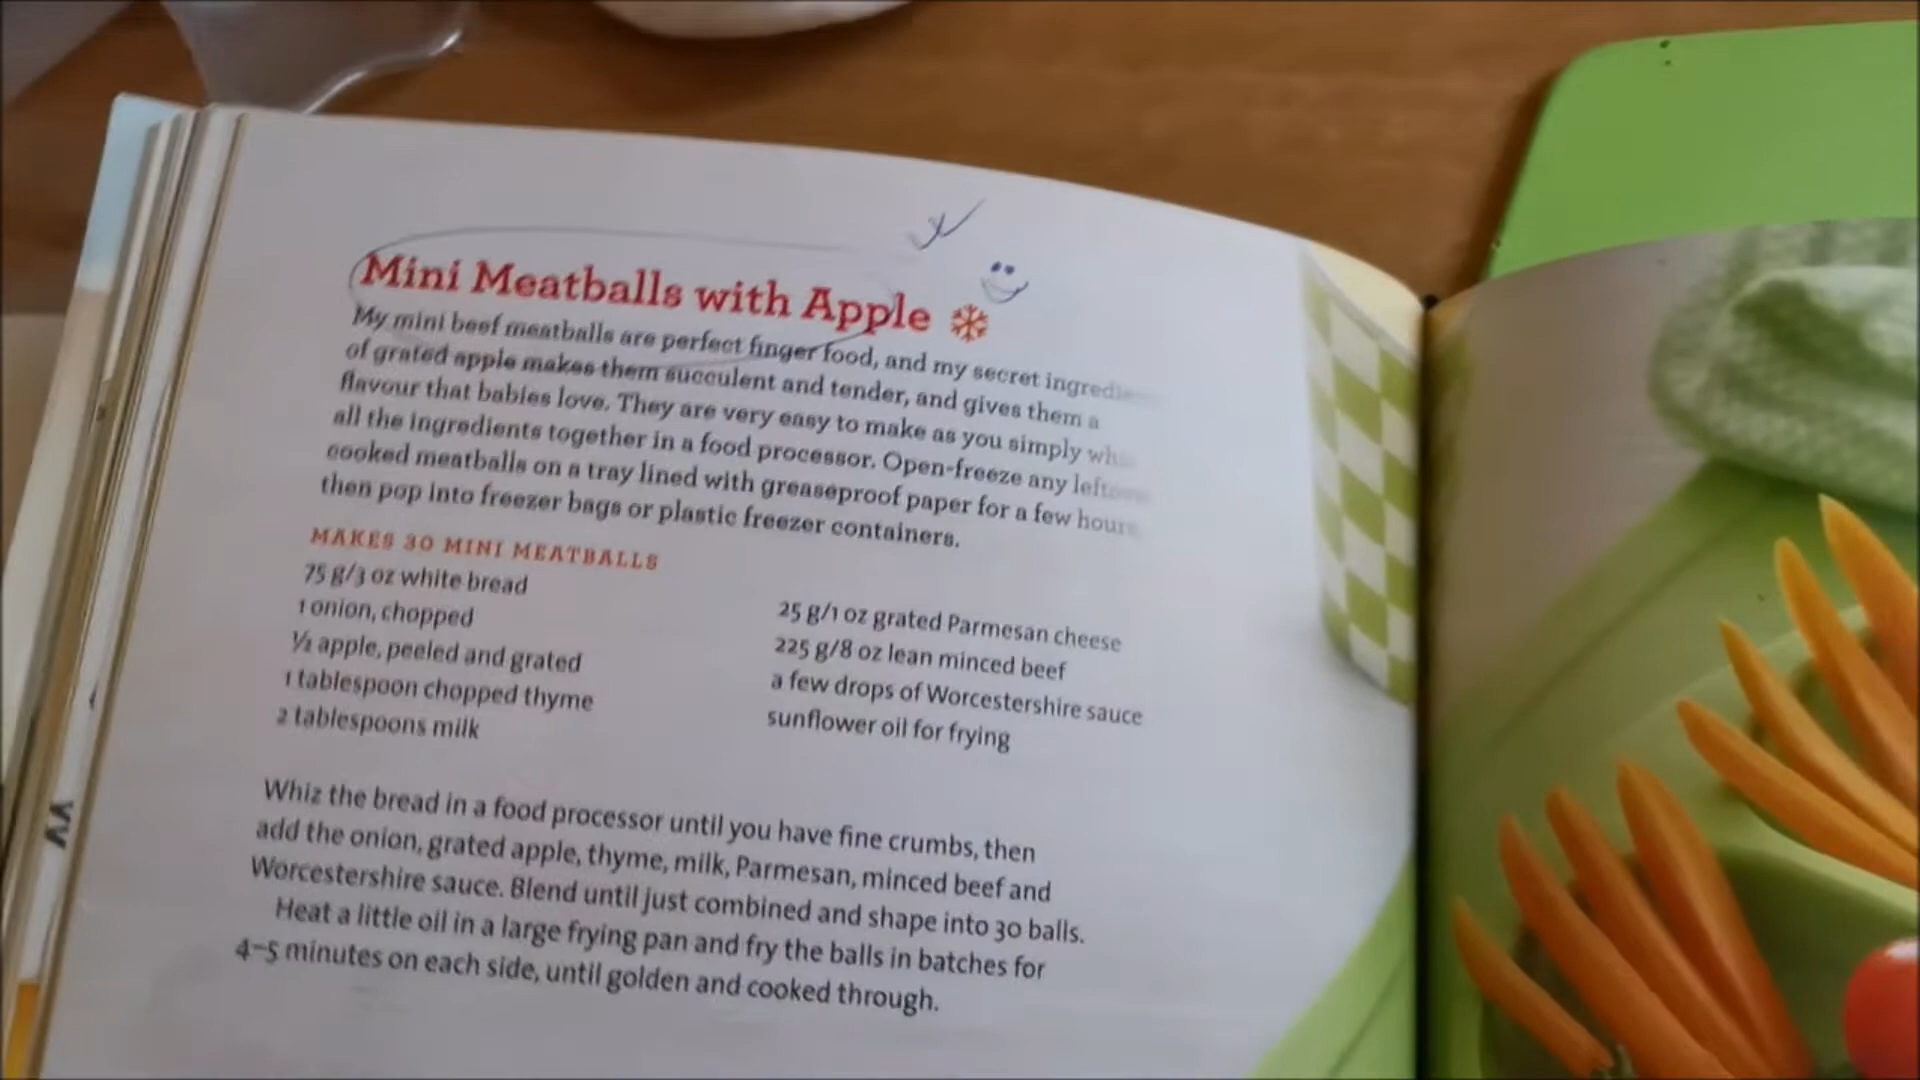 Mini Meatballs with Apple
My mini beef meatballs are perfect finger food, and my secret
of grated apple makes them succulent and tender, and gives them a
flavour that babies love. They are very easy to make as you simply
all the ingredients together in a food processor. Open-freeze any
cooked meatballs on a tray lined with greaseproof paper for a few hours,
then pop into freezer bags or plastic freezer containers.
MAKES 30 MINI MEATBALLS
75 g/3 oz white bread
1 onion, chopped
½ apple, peeled and grated
1 tablespoon chopped thyme
2 tablespoons milk
25 g/1 oz grated Parmesan cheese
225 g/8 oz lean minced beef
a few drops of Worcestershire sauce
sunflower oil for frying
Whiz the bread in a food processor until you have fine crumbs, then
add the onion, grated apple, thyme, milk, Parmesan, minced beef and
Worcestershire sauce. Blend until just combined and shape into 30 balls.
Heat a little oil in a large frying pan and fry the balls in batches for
4–5 minutes on each side, until golden and cooked through.